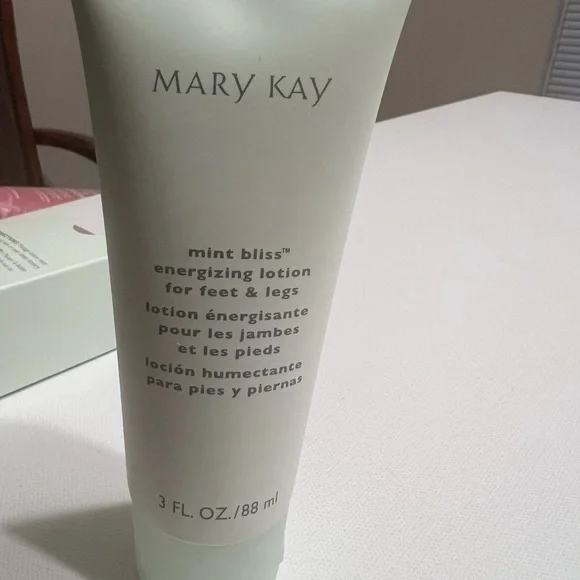 MARY KAY
mint bliss™
energizing lotion
for feet & legs
lotion énergisante
pour les jambes
et les pieds
loción humectante
para pies y piernas
3 FL. OZ./88 ml